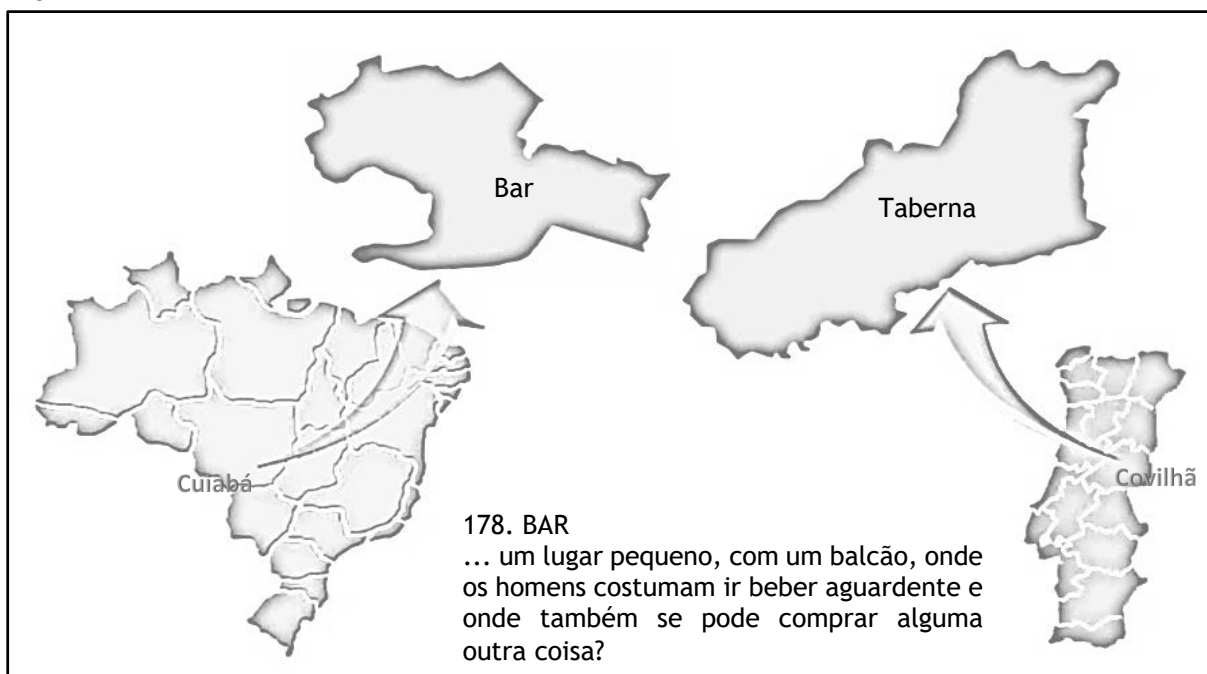 Bar
Taberna
Cuiabá
Covilhã
178. BAR
... um lugar pequeno, com um balcão, onde
os homens costumam ir beber aguardente e
onde também se pode comprar alguma
outra coisa?